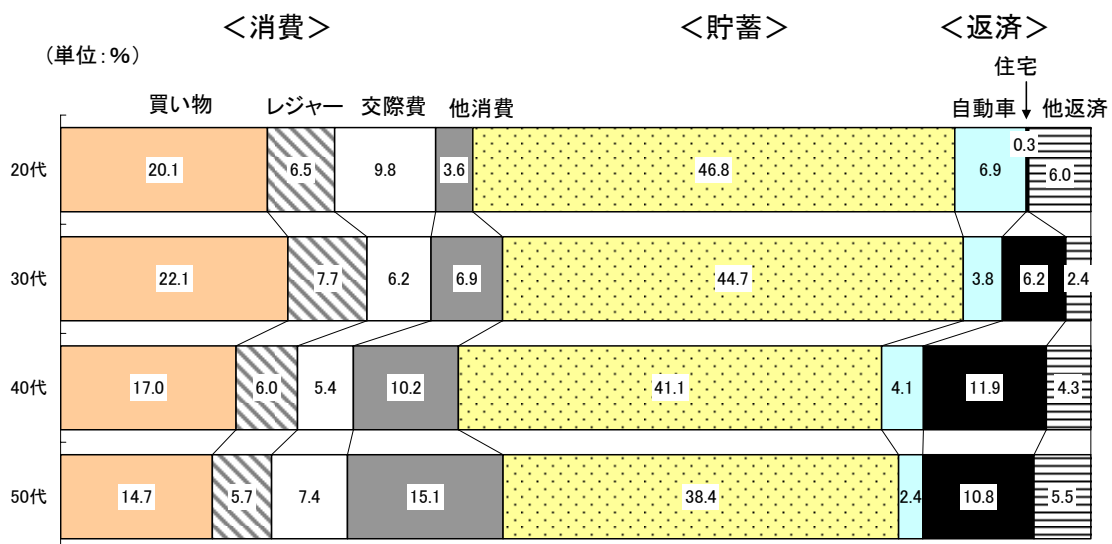 ＜消費＞ ＜貯蓄＞ ＜返済＞
（単位：％）
住宅
買い物 レジャー 交際費 他消費 自動車 他返済
20代 20.1 6.5 9.8 3.6 46.8 6.9 0.3 6.0
30代 22.1 7.7 6.2 6.9 44.7 3.8 6.2 2.4
40代 17.0 6.0 5.4 10.2 41.1 4.1 11.9 4.3
50代 14.7 5.7 7.4 15.1 38.4 2.4 10.8 5.5